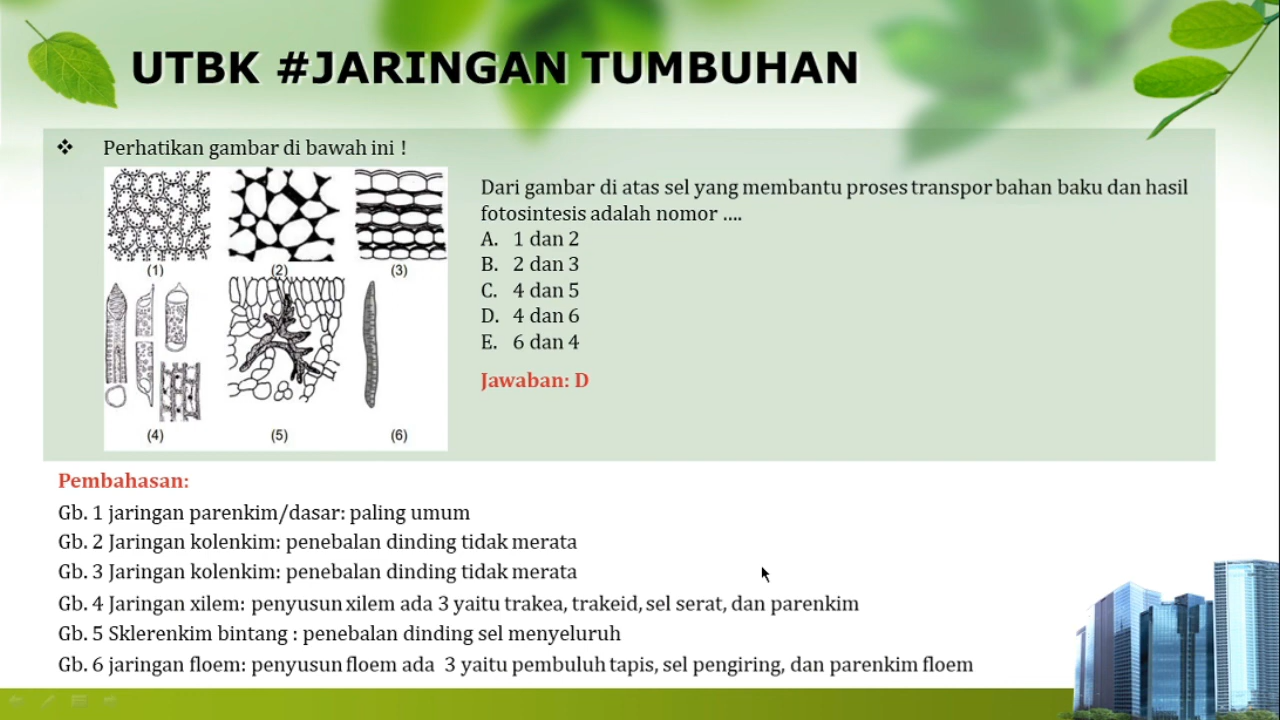 UTBK #JARINGAN TUMBUHAN
❖ Perhatikan gambar di bawah ini !
(1) (2) (3)
(4) (5) (6)
Dari gambar di atas sel yang membantu proses transpor bahan baku dan hasil
fotosintesis adalah nomor ....
A. 1 dan 2
B. 2 dan 3
C. 4 dan 5
D. 4 dan 6
E. 6 dan 4
Jawaban: D
Pembahasan:
Gb. 1 jaringan parenkim/dasar: paling umum
Gb. 2 Jaringan kolenkim: penebalan dinding tidak merata
Gb. 3 Jaringan kolenkim: penebalan dinding tidak merata
Gb. 4 Jaringan xilem: penyusun xilem ada 3 yaitu trakea, trakeid, sel serat, dan parenkim
Gb. 5 Sklerenkim bintang : penebalan dinding sel menyeluruh
Gb. 6 jaringan floem: penyusun floem ada 3 yaitu pembuluh tapis, sel pengiring, dan parenkim floem